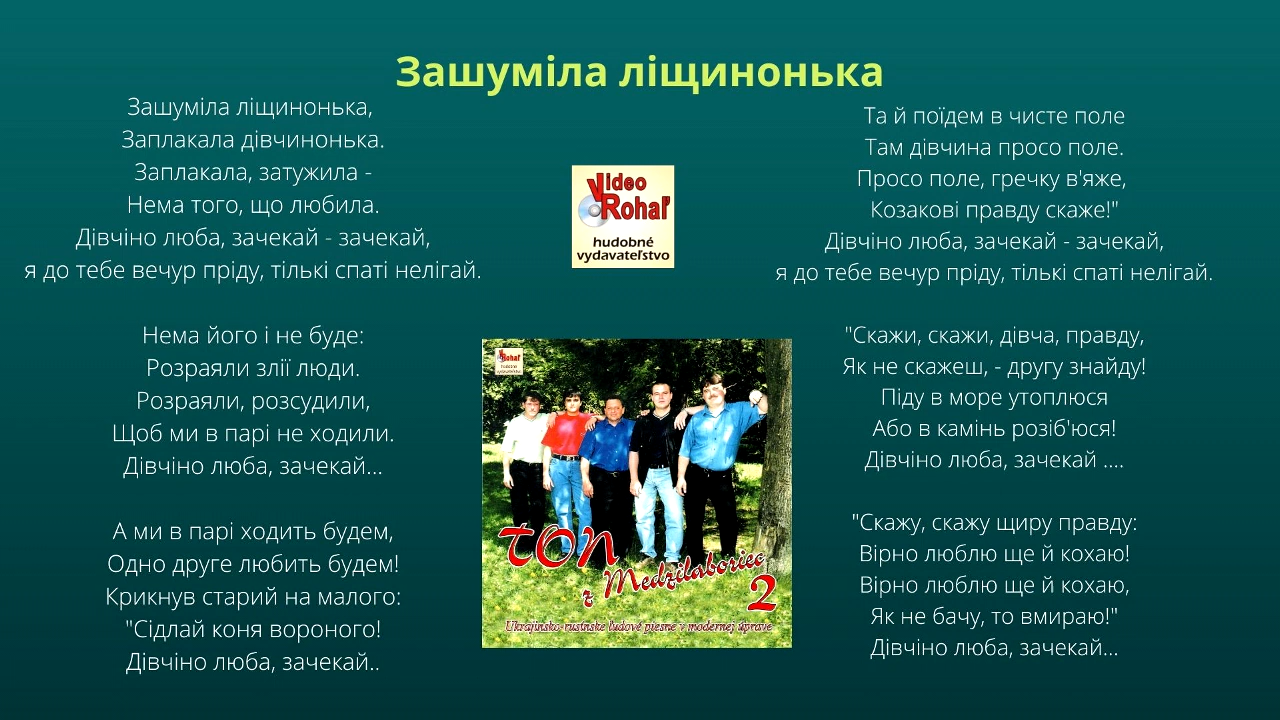 Зашуміла ліщинонька
Зашуміла ліщинонька,
Заплакала дівчинонька.
Заплакала, затужила -
Нема того, що любила.
Дівчіно люба, зачекай - зачекай,
я до тебе вечур пріду, тількі спаті нелігай.
Нема його і не буде:
Розраяли злії люди.
Розраяли, розсудили,
Щоб ми в парі не ходили.
Дівчіно люба, зачекай...
А ми в парі ходить будем,
Одно друге любить будем!
Крикнув старий на малого:
"Сідлай коня вороного!
Дівчіно люба, зачекай..
Video
Rohaľ
hudobné
vydavateľstvo
Rohaľ
TON
z Medzilaboriec
2
Ukrajinsko-rusínske ľudové piesne v modernej úprave
Та й поїдем в чисте поле
Там дівчина просо поле.
Просо поле, гречку в'яже,
Козакові правду скаже!"
Дівчіно люба, зачекай - зачекай,
я до тебе вечур пріду, тількі спаті нелігай.
"Скажи, скажи, дівча, правду,
Як не скажеш, - другу знайду!
Піду в море утоплюся
Або в камінь розіб'юся!
Дівчіно люба, зачекай ....
"Скажу, скажу щиру правду:
Вірно люблю ще й кохаю!
Вірно люблю ще й кохаю,
Як не бачу, то вмираю!"
Дівчіно люба, зачекай...